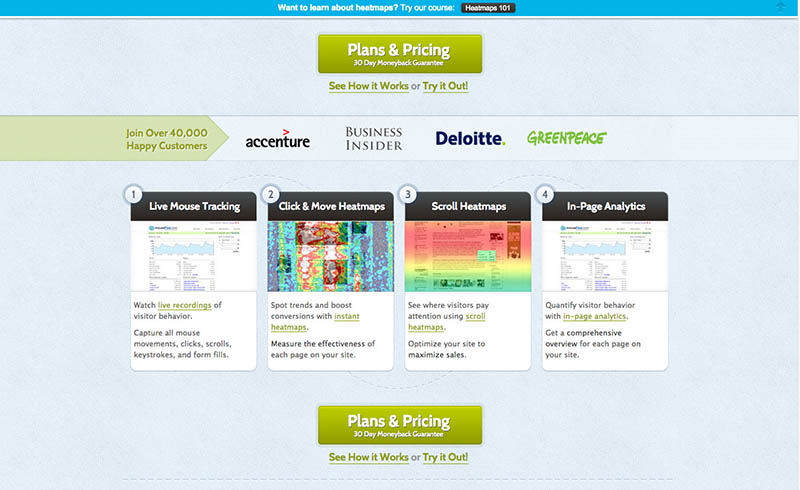 Want to learn about heatmaps? Try our course: Heatmaps 101
Plans & Pricing
30 Day Moneyback Guarantee
See How it Works or Try it Out!
Join Over 40,000
Happy Customers
accenture
BUSINESS
INSIDER
Deloitte.
GREENPEACE
1
Live Mouse Tracking
Watch live recordings of
visitor behavior.
Capture all mouse
movements, clicks, scrolls,
keystrokes, and form fills.
2
Click & Move Heatmaps
Spot trends and boost
conversions with instant
heatmaps.
Measure the effectiveness of
each page on your site.
3
Scroll Heatmaps
See where visitors pay
attention using scroll
heatmaps.
Optimize your site to
maximize sales.
4
In-Page Analytics
Quantify visitor behavior
with in-page analytics.
Get a comprehensive
overview for each page on
your site.
Plans & Pricing
30 Day Moneyback Guarantee
See How it Works or Try it Out!